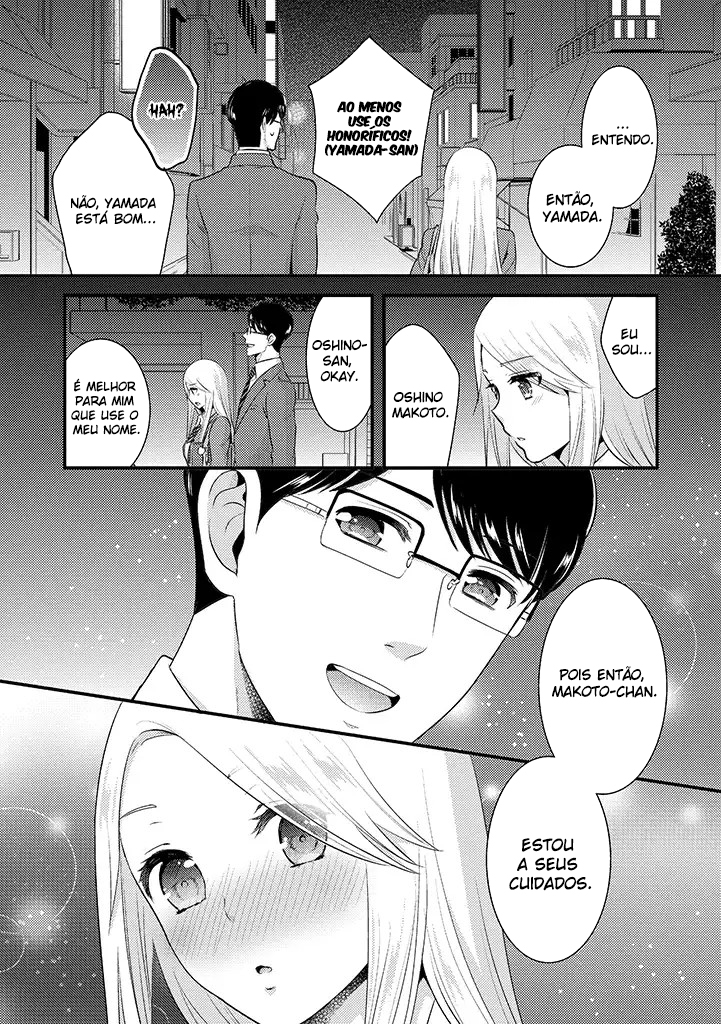 ...
ENTENDO.
ENTÃO,
YAMADA.
AO MENOS
USE OS
HONORÍFICOS!
(YAMADA-SAN)
HAH?
NÃO, YAMADA
ESTÁ BOM...
EU
SOU...
OSHINO
MAKOTO.
OSHINO-
SAN,
OKAY.
É MELHOR
PARA MIM
QUE USE O
MEU NOME.
POIS ENTÃO,
MAKOTO-CHAN.
ESTOU
A SEUS
CUIDADOS.